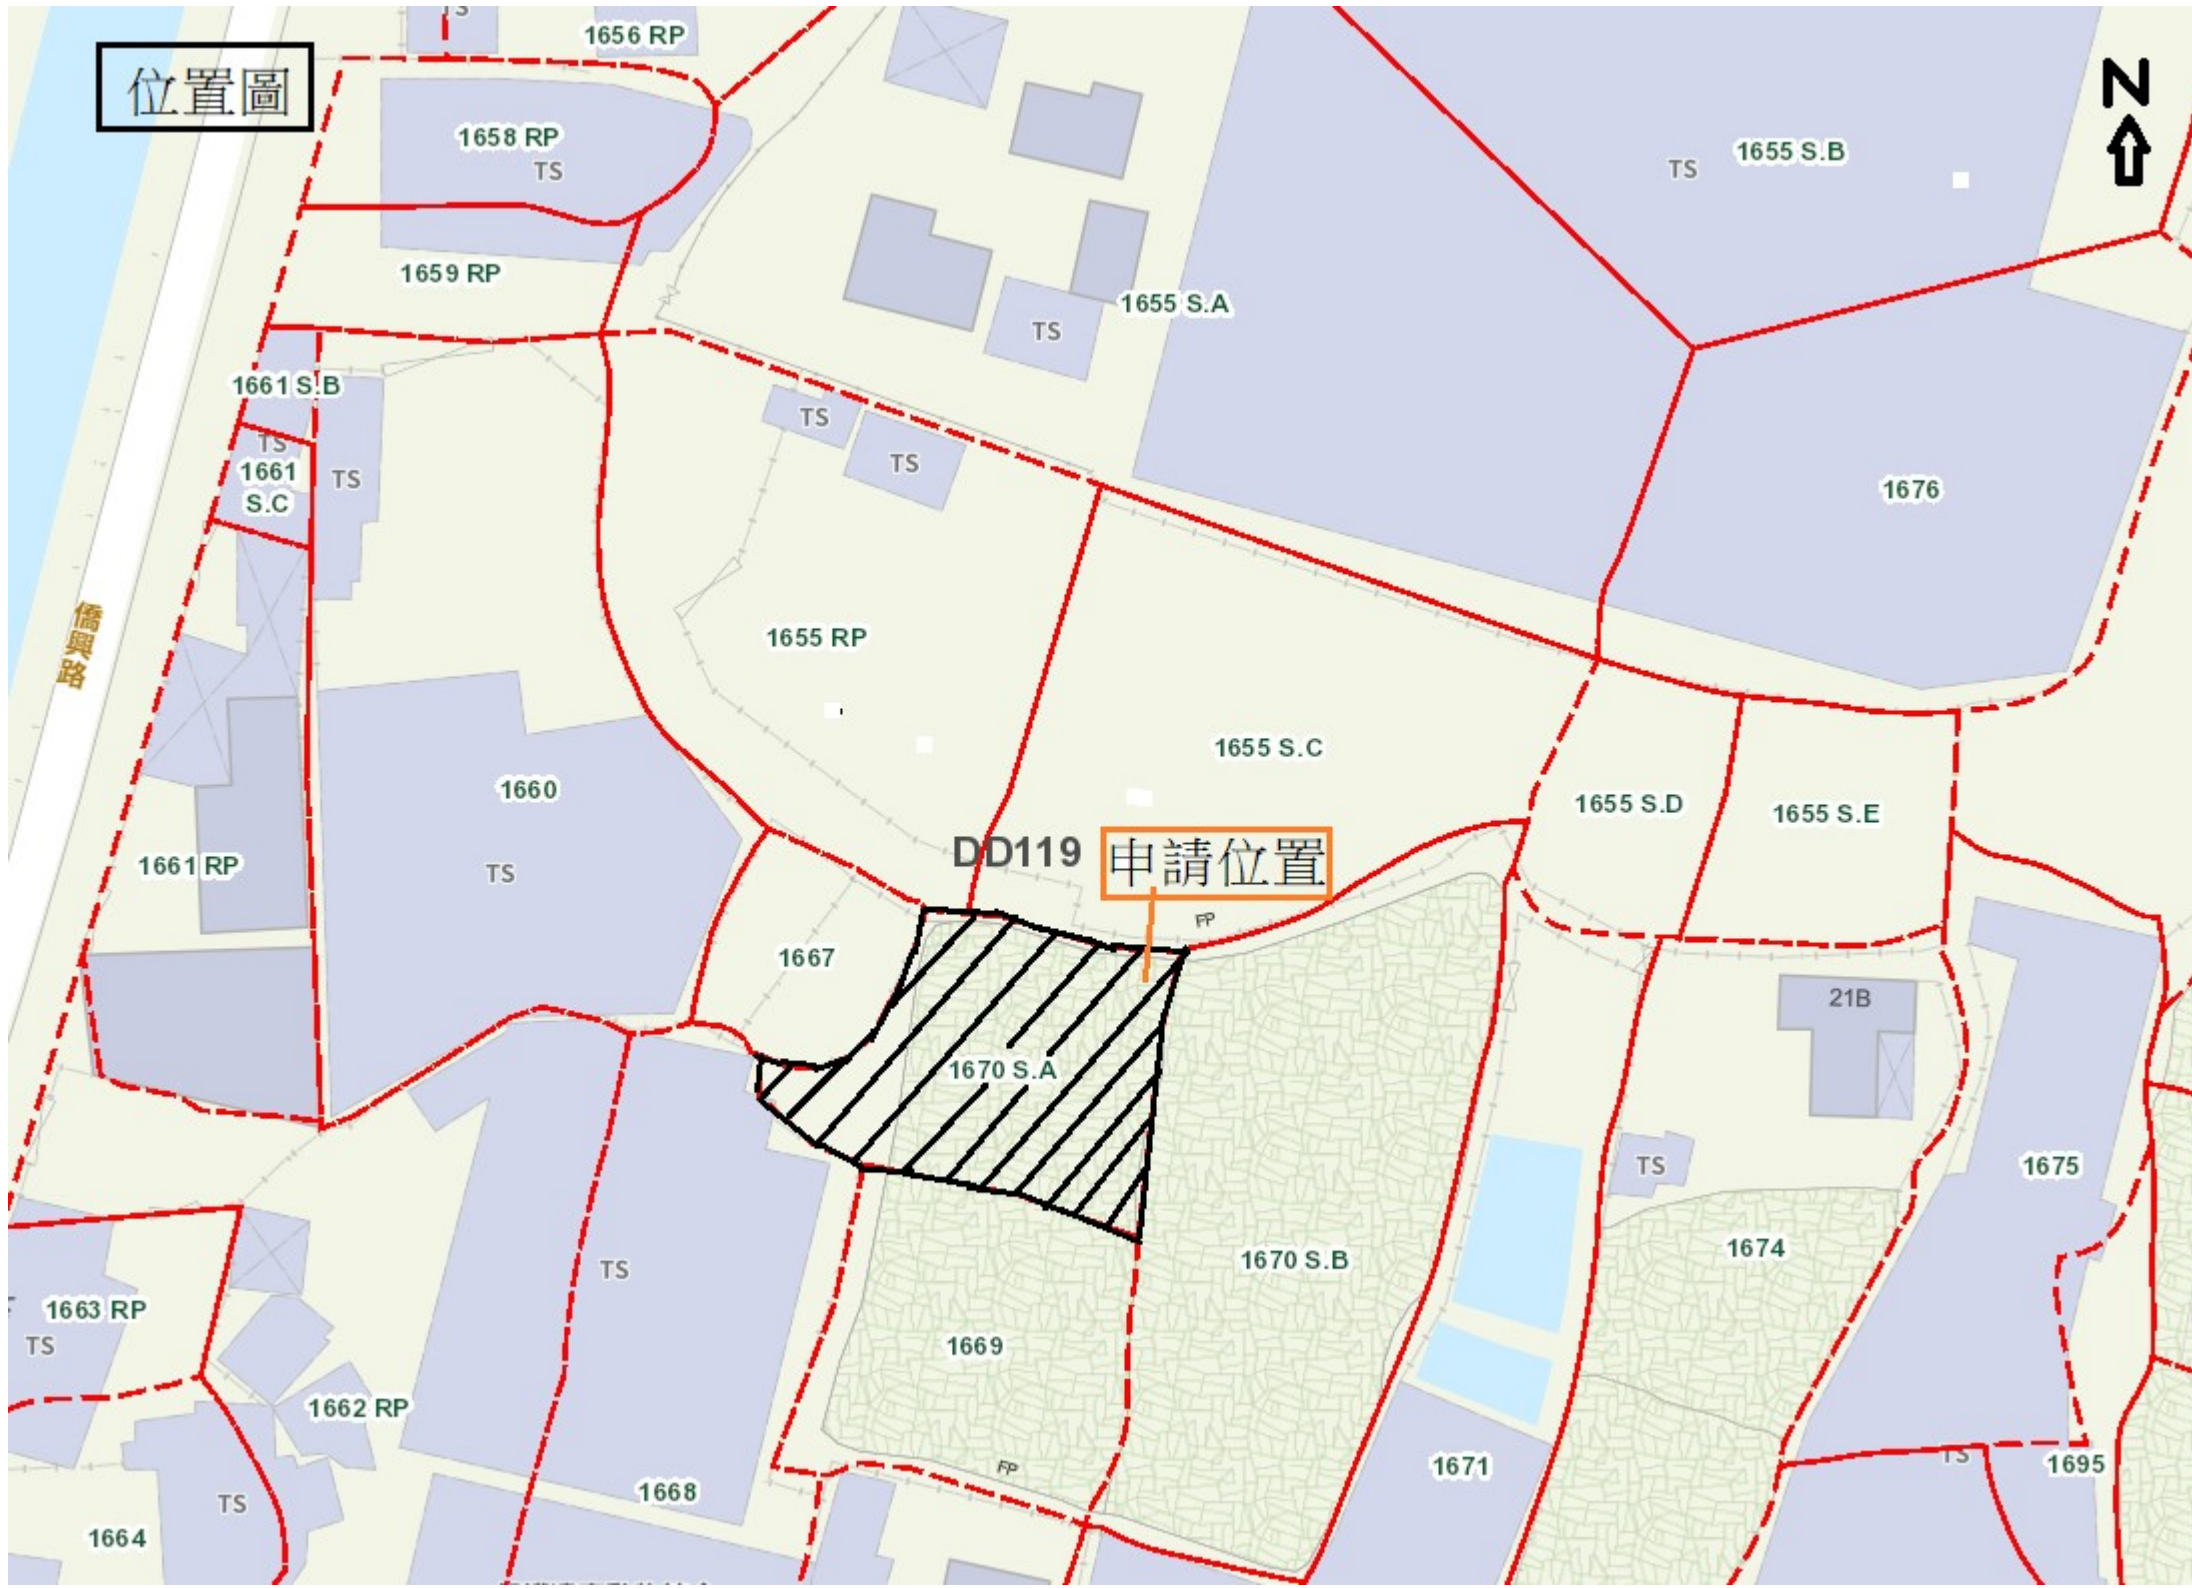 TS
1656 RP
位置圖
N
1658 RP
TS
1655 S.B
TS
1659 RP
1655 S.A
TS
1661 S.B
TS
TS
1661
S.C
TS
TS
1676
僑興路
1655 RP
1655 S.C
1660
1655 S.D
1655 S.E
DD119
申請位置
1661 RP
TS
FP
1667
21B
1670 S.A
TS
1675
1670 S.B
1674
TS
1663 RP
TS
1669
1662 RP
FP
1671
TS
1695
1668
TS
1664